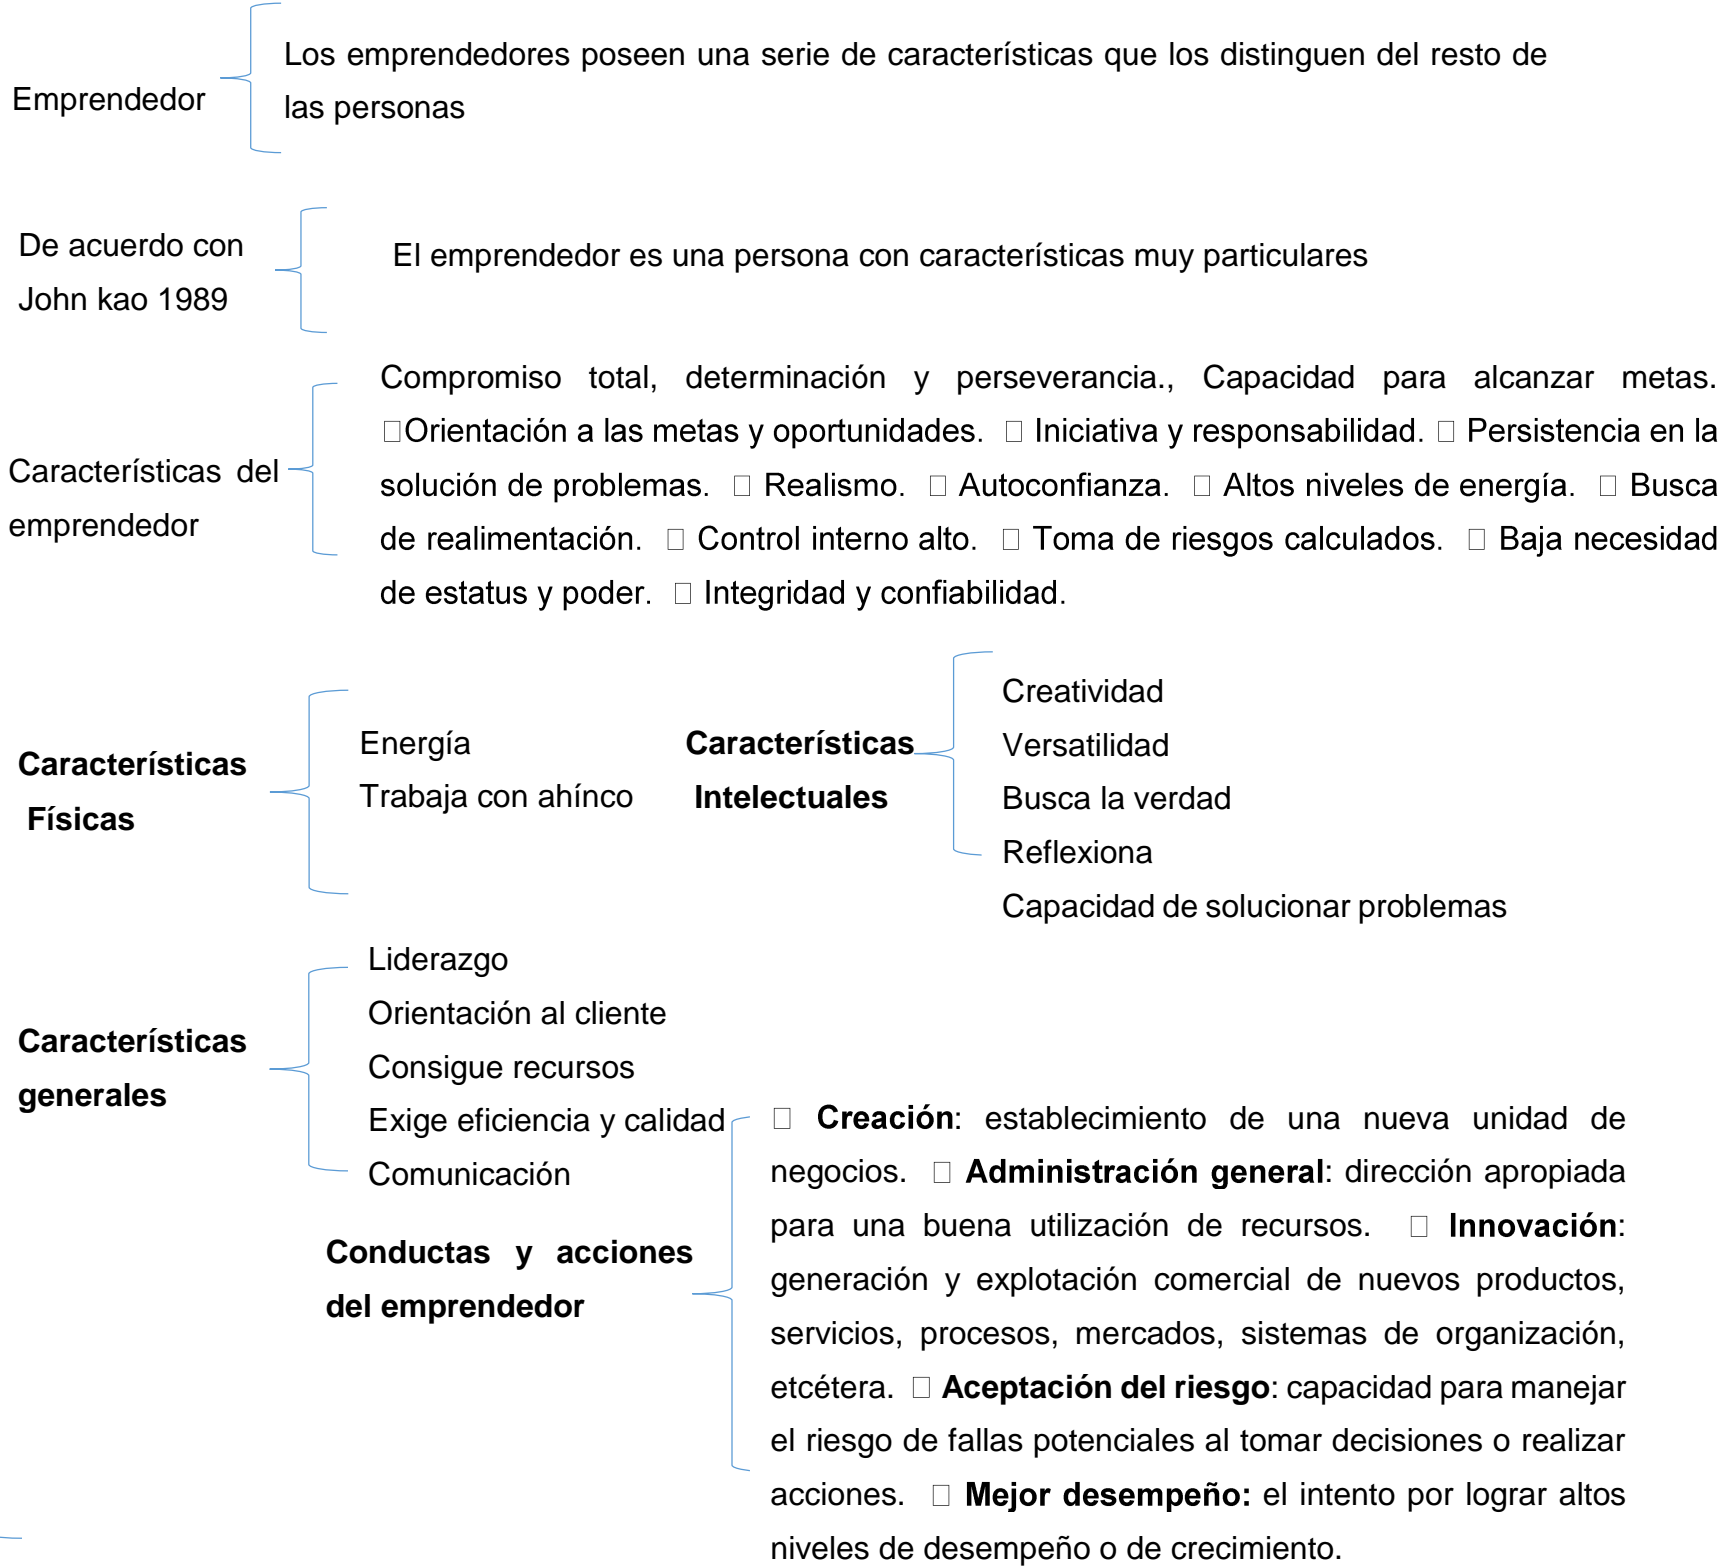 Emprendedor
Los emprendedores poseen una serie de características que los distinguen del resto de
las personas
De acuerdo con
John kao 1989
El emprendedor es una persona con características muy particulares
Características del
emprendedor
Compromiso total, determinación y perseverancia., Capacidad para alcanzar metas.
Orientación a las metas y oportunidades. Iniciativa y responsabilidad. Persistencia en la
solución de problemas. Realismo. Autoconfianza. Altos niveles de energía. Busca
de realimentación. Control interno alto. Toma de riesgos calculados. Baja necesidad
de estatus y poder. Integridad y confiabilidad.
Características
Físicas
Energía
Trabaja con ahínco
Características
Intelectuales
Creatividad
Versatilidad
Busca la verdad
Reflexiona
Capacidad de solucionar problemas
Características
generales
Liderazgo
Orientación al cliente
Consigue recursos
Exige eficiencia y calidad
Comunicación
Conductas y acciones
del emprendedor
Creación: establecimiento de una nueva unidad de
negocios. Administración general: dirección apropiada
para una buena utilización de recursos. Innovación:
generación y explotación comercial de nuevos productos,
servicios, procesos, mercados, sistemas de organización,
etcétera. Aceptación del riesgo: capacidad para manejar
el riesgo de fallas potenciales al tomar decisiones o realizar
acciones. Mejor desempeño: el intento por lograr altos
niveles de desempeño o de crecimiento.